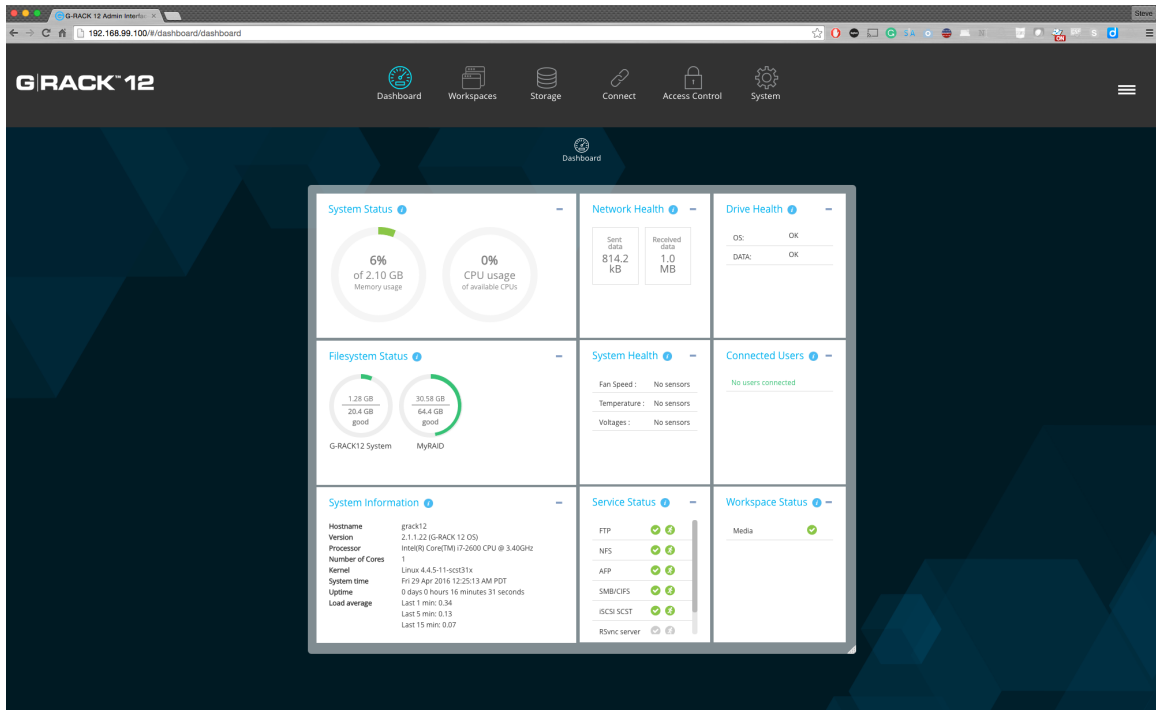 G-RACK 12 Admin Interfac
Steve
192.168.99.100/#/dashboard/dashboard
G|RACK™ 12
Dashboard
Workspaces
Storage
Connect
Access Control
System
Dashboard
System Status
6%
of 2.10 GB
Memory usage
0%
CPU usage
of available CPUs
Network Health
Sent
data
814.2
kB
Received
data
1.0
MB
Drive Health
OS: OK
DATA: OK
Filesystem Status
1.28 GB
20.4 GB
good
G-RACK12 System
30.58 GB
64.4 GB
good
MyRAID
System Health
Fan Speed : No sensors
Temperature : No sensors
Voltages : No sensors
Connected Users
No users connected
System Information
Hostname grack12
Version 2.1.1.22 (G-RACK 12 OS)
Processor Intel(R) Core(TM) i7-2600 CPU @ 3.40GHz
Number of Cores 1
Kernel Linux 4.4.5-11-scst31x
System time Fri 29 Apr 2016 12:25:13 AM PDT
Uptime 0 days 0 hours 16 minutes 31 seconds
Load average Last 1 min: 0.34
Last 5 min: 0.13
Last 15 min: 0.07
Service Status
FTP
NFS
AFP
SMB/CIFS
iSCSI SCST
RSync server
Workspace Status
Media